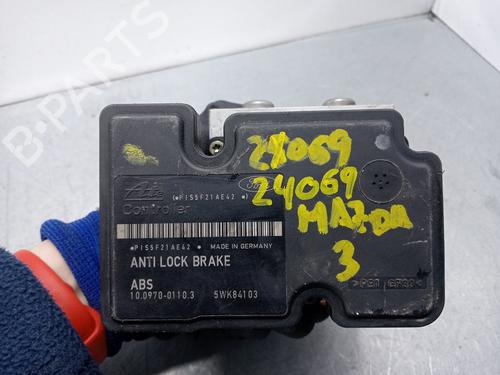 B-PARTS
24069
24069
MAZDA
3
Ate
(*P1S5F21AE42*)
Ford
Controller
*P1S5F21AE42*
MADE IN GERMANY
ANTI LOCK BRAKE
ABS
10.0970-0110.3
5WK84103